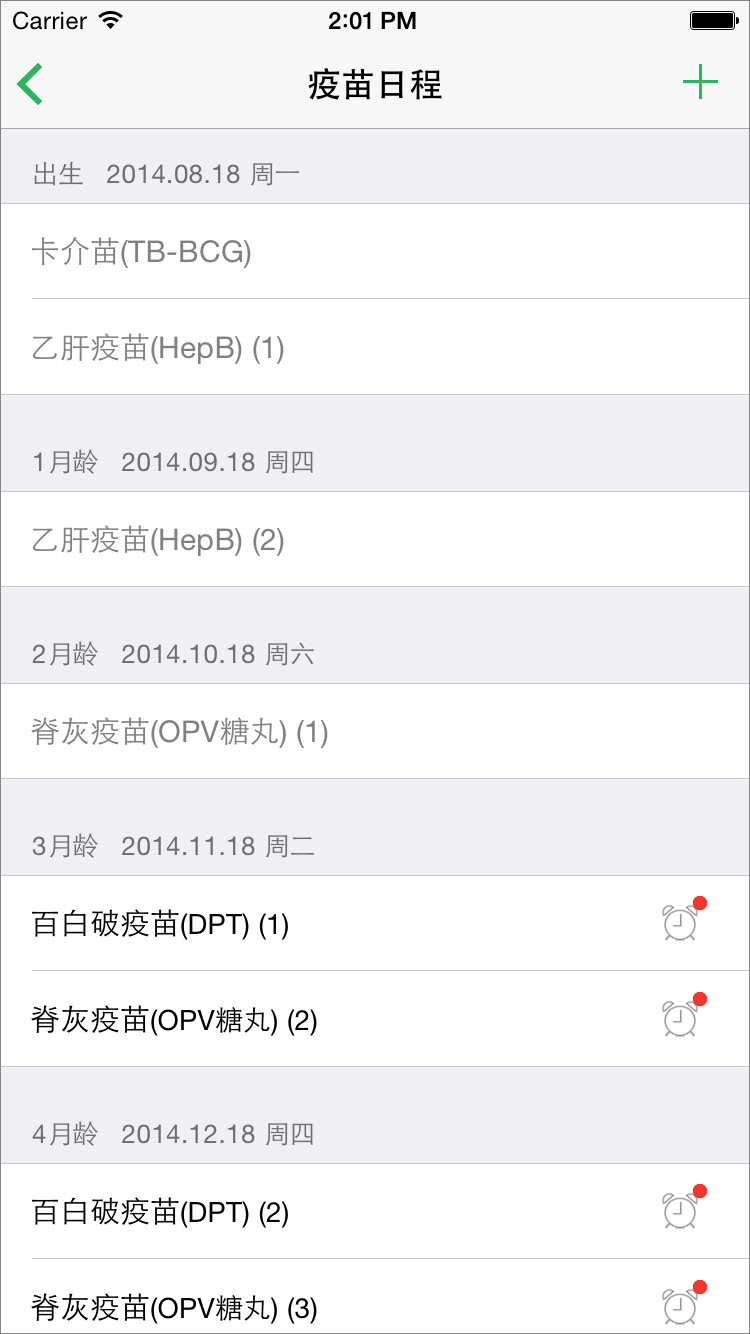 Carrier 2:01 PM
疫苗日程
出生 2014.08.18 周一
卡介苗(TB-BCG)
乙肝疫苗(HepB) (1)
1月龄 2014.09.18 周四
乙肝疫苗(HepB) (2)
2月龄 2014.10.18 周六
脊灰疫苗(OPV糖丸) (1)
3月龄 2014.11.18 周二
百白破疫苗(DPT) (1)
脊灰疫苗(OPV糖丸) (2)
4月龄 2014.12.18 周四
百白破疫苗(DPT) (2)
脊灰疫苗(OPV糖丸) (3)